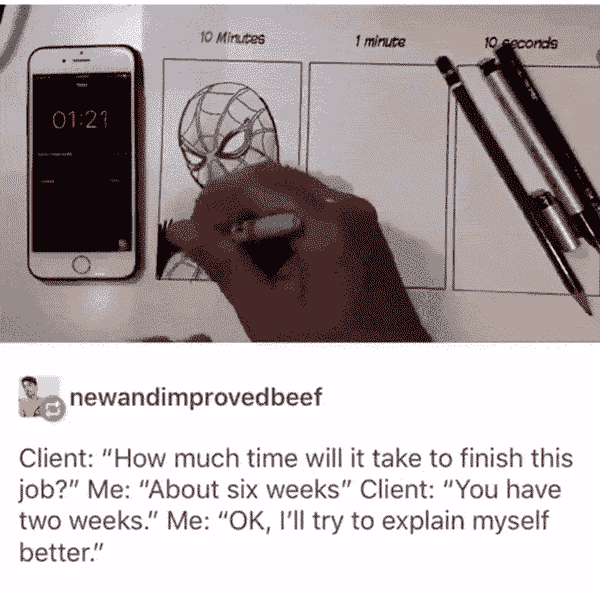 10 Minutes
1 minute
10 seconds
01:21
newandimprovedbeef
Client: “How much time will it take to finish this
job?” Me: “About six weeks” Client: “You have
two weeks.” Me: “OK, I’ll try to explain myself
better.”